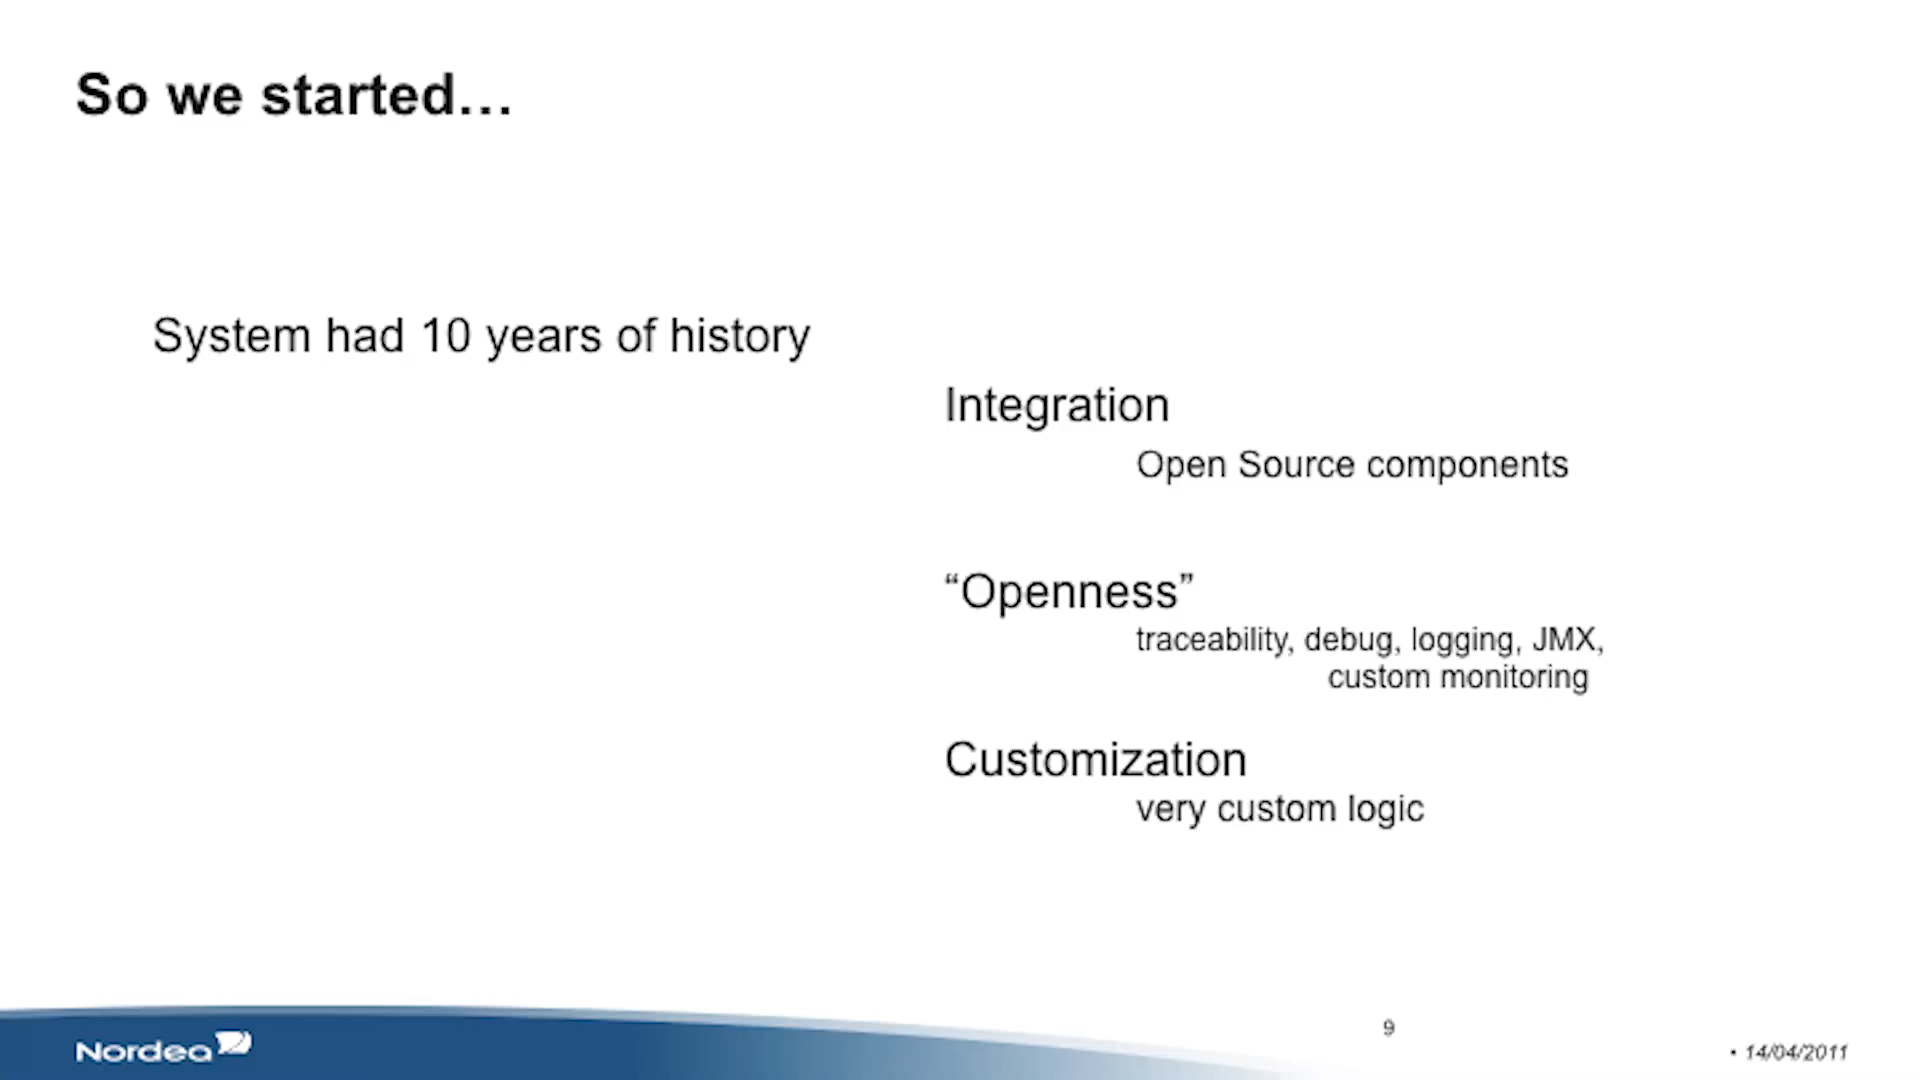 So we started…
System had 10 years of history
Integration
Open Source components
“Openness”
traceability, debug, logging, JMX,
custom monitoring
Customization
very custom logic
9
Nordea
• 14/04/2011